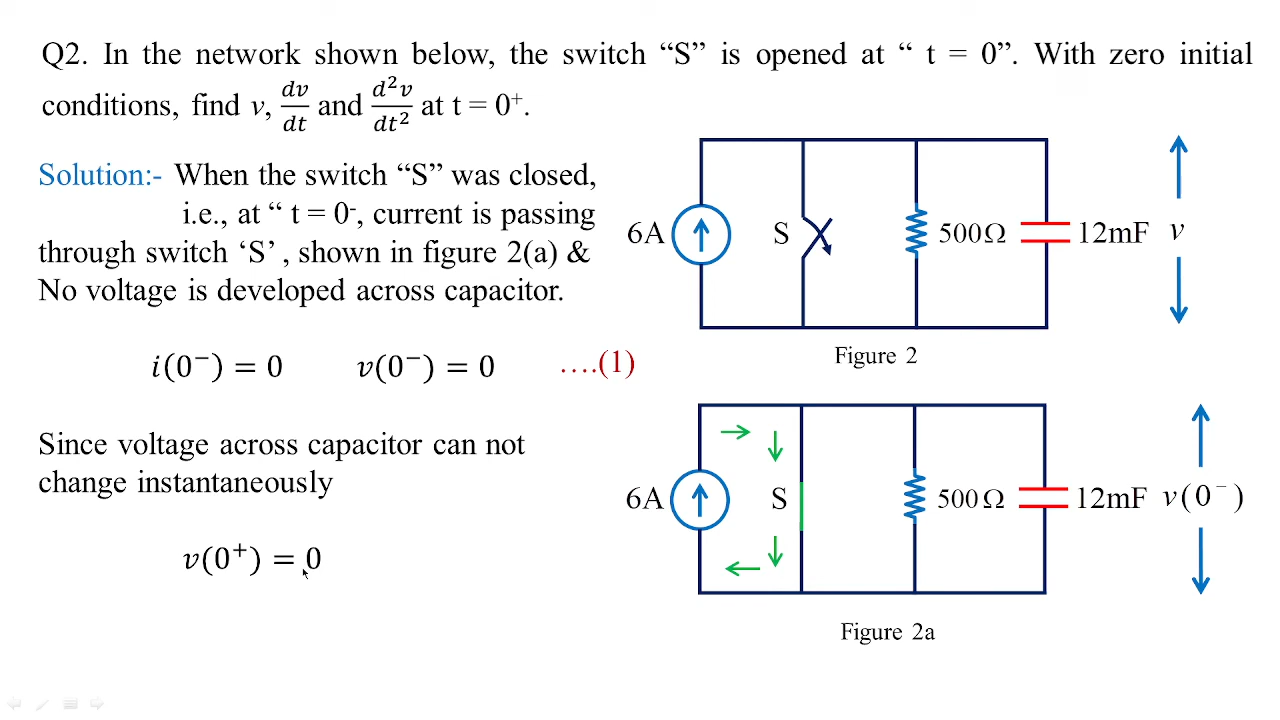 Q2. In the network shown below, the switch “S” is opened at “ t = 0”. With zero initial
conditions, find v, dv/dt and d²v/dt² at t = 0⁺.
Solution:- When the switch “S” was closed,
i.e., at “ t = 0⁻, current is passing
through switch ‘S’ , shown in figure 2(a) &
No voltage is developed across capacitor.
i(0⁻) = 0 v(0⁻) = 0 ….(1)
Since voltage across capacitor can not
change instantaneously
v(0⁺) = 0
6A S 500Ω 12mF v
Figure 2
6A S 500Ω 12mF v(0⁻)
Figure 2a